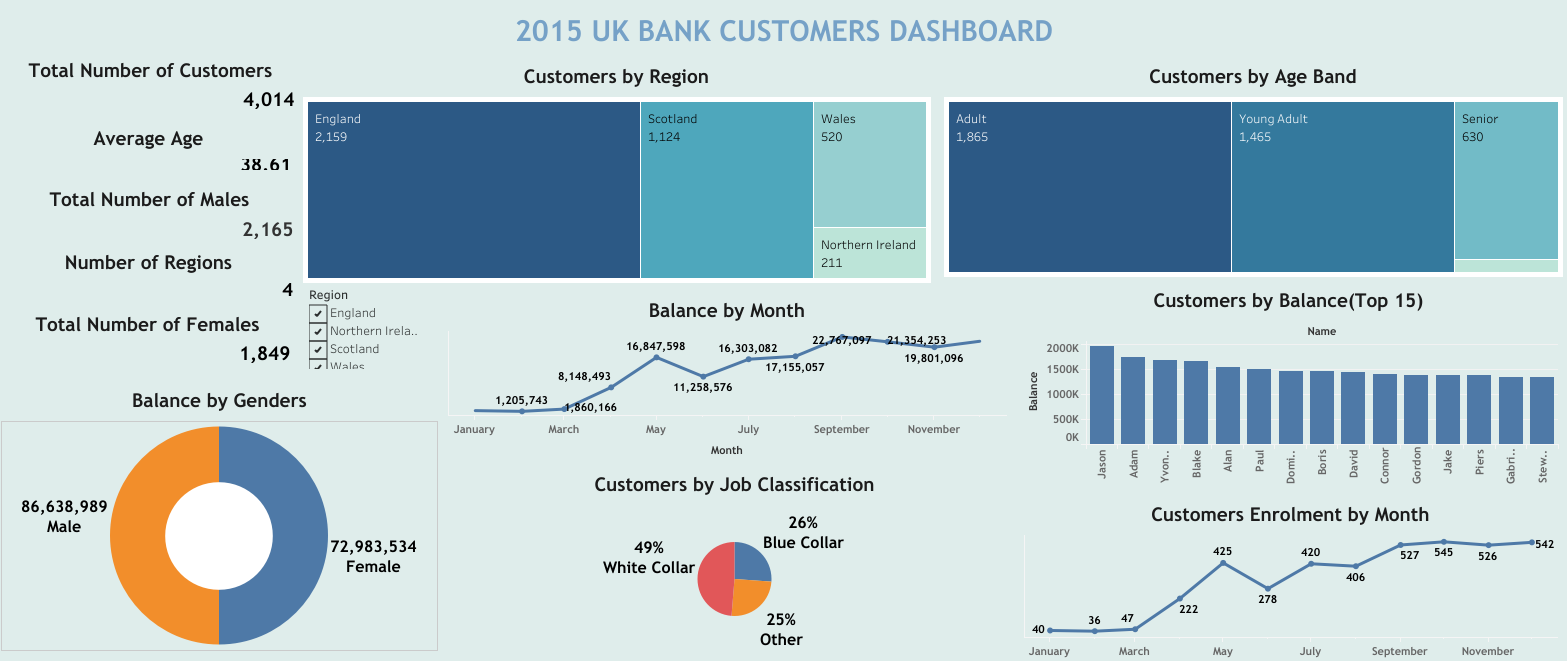 2015 UK BANK CUSTOMERS DASHBOARD
Total Number of Customers
4,014
Average Age
38.61
Total Number of Males
2,165
Number of Regions
4
Total Number of Females
1,849
Customers by Region
England
2,159
Scotland
1,124
Wales
520
Northern Ireland
211
Customers by Age Band
Adult
1,865
Young Adult
1,465
Senior
630
Region
England
Northern Irela..
Scotland
Wales
Balance by Month
1,205,743
1,860,166
8,148,493
16,847,598
11,258,576
16,303,082
17,155,057
22,767,097
21,354,253
19,801,096
January
March
May
July
September
November
Month
Customers by Balance(Top 15)
Name
Balance
2000K
1500K
1000K
500K
0K
Jason
Adam
Yvon..
Blake
Alan
Paul
Domi..
Boris
David
Connor
Gordon
Jake
Piers
Gabri..
Stew..
Balance by Genders
86,638,989
Male
72,983,534
Female
Customers by Job Classification
26%
Blue Collar
49%
White Collar
25%
Other
Customers Enrolment by Month
40
36
47
222
425
278
420
406
527
545
526
542
January
March
May
July
September
November